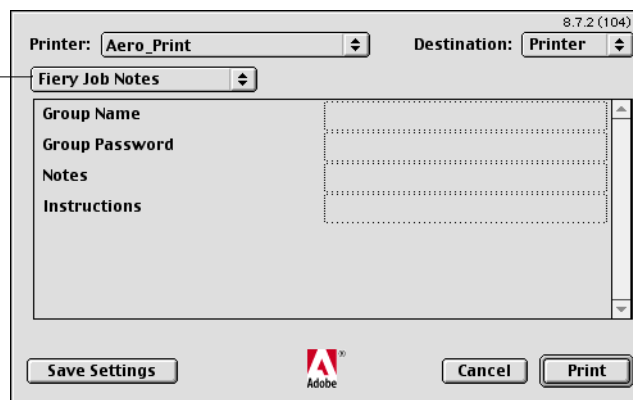 8.7.2 (104)
Printer: Aero_Print Destination: Printer
Fiery Job Notes
Group Name
Group Password
Notes
Instructions
Save Settings Adobe® Cancel Print